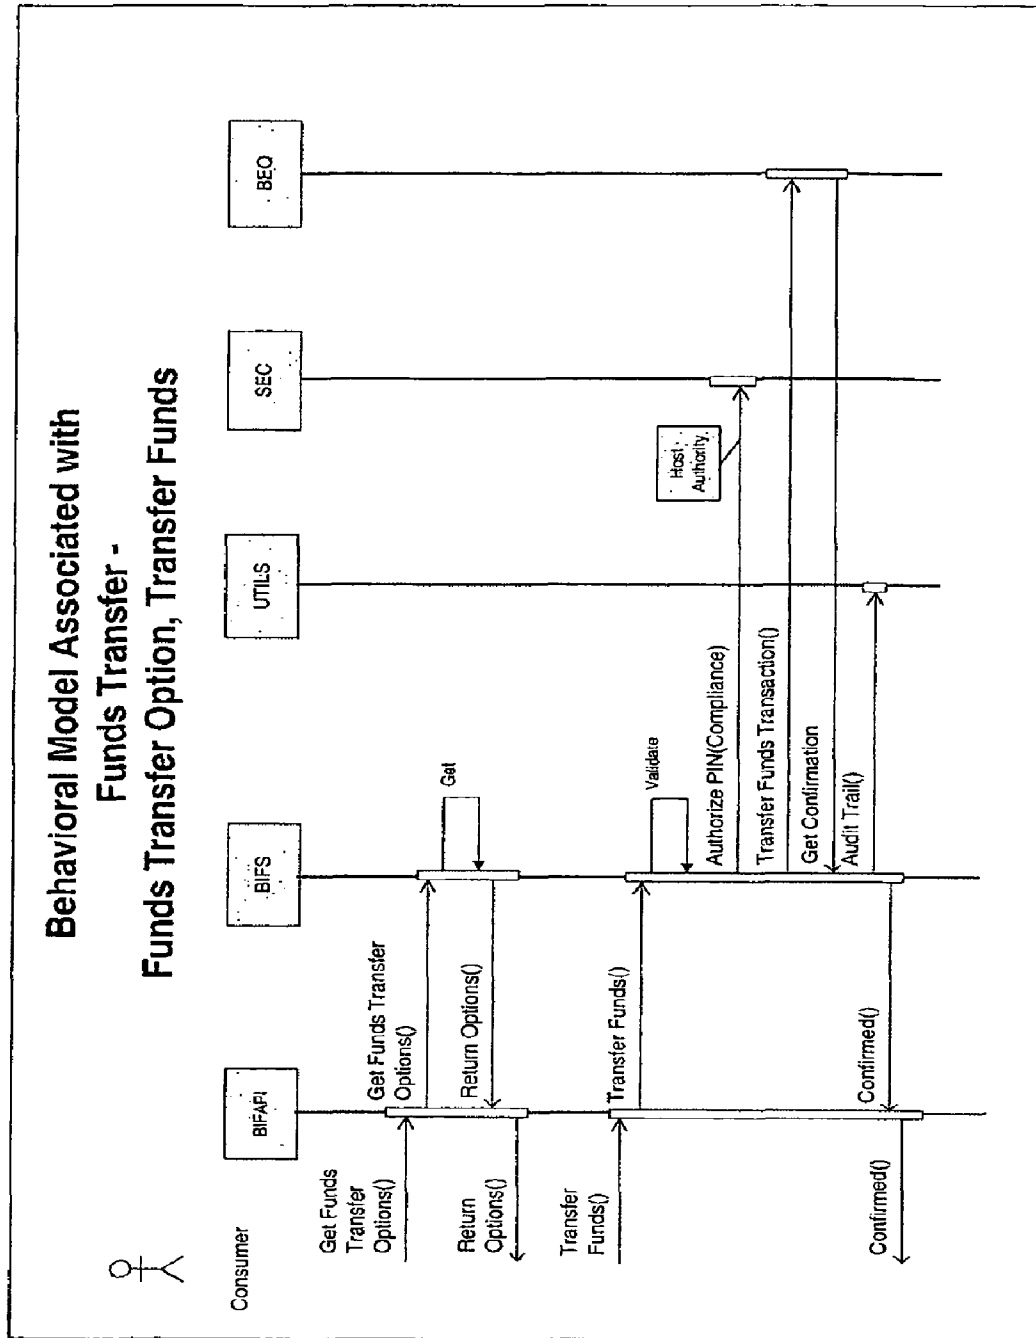 Behavioral Model Associated with
Funds Transfer -
Funds Transfer Option, Transfer Funds
Consumer
BIFAPI
BIFS
UTILS
SEC
BEQ
Get Funds
Transfer
Options()
Get Funds Transfer
Options()
Get
Return Options()
Return
Options()
Transfer
Funds()
Transfer Funds()
Validate
Host
Authority
Authorize PIN(Compliance)
Transfer Funds Transaction()
Get Confirmation
Audit Trail()
Confirmed()
Confirmed()